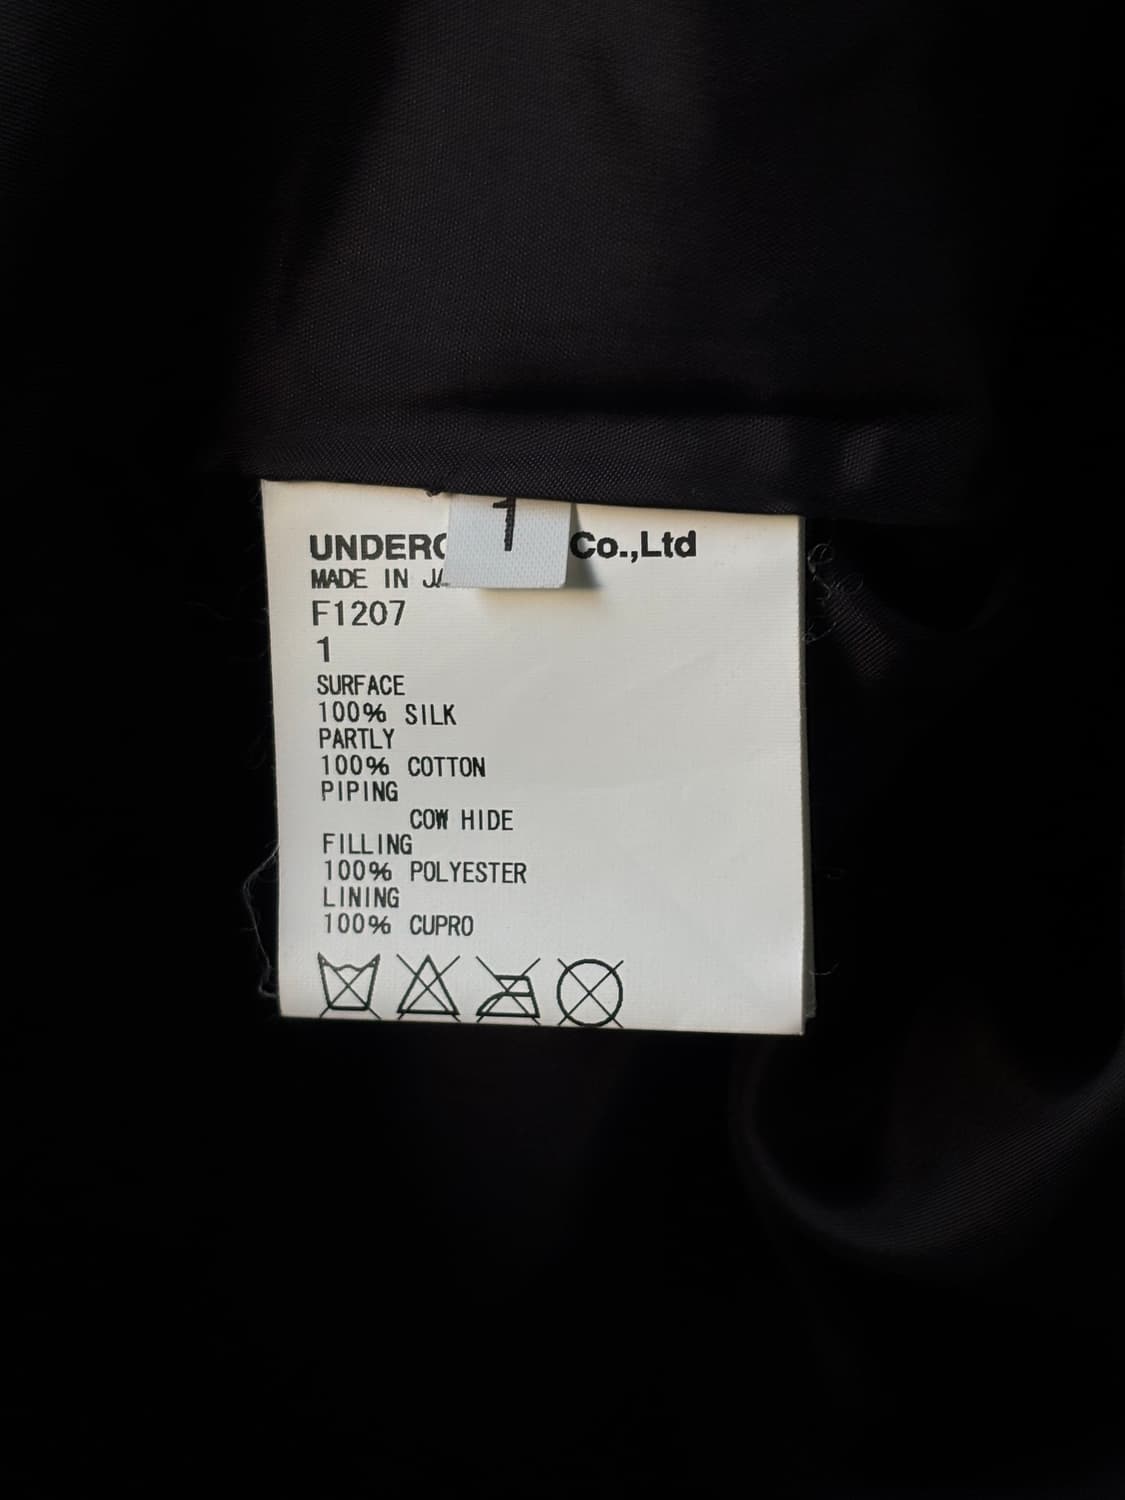 1
UNDERC Co.,Ltd
MADE IN JA
F1207
1
SURFACE
100% SILK
PARTLY
100% COTTON
PIPING
COW HIDE
FILLING
100% POLYESTER
LINING
100% CUPRO